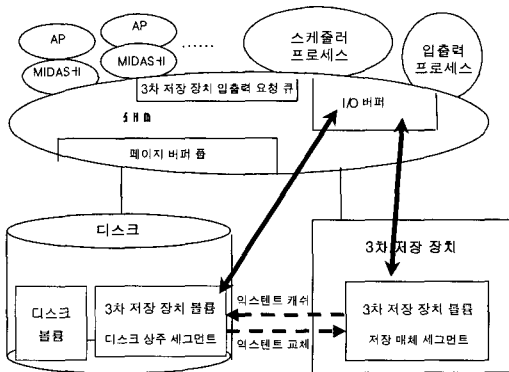 AP
AP
......
MIDAS-II
MIDAS-II
스케줄러
프로세스
입출력
프로세스
3차 저장 장치 입출력 요청 큐
I/O 버퍼
페이지 버퍼 풀
디스크
3차 저장 장치
디스크
볼륨
3차 저장 장치 볼륨
디스크 상주 세그먼트
익스텐트 캐쉬
익스텐트 교체
3차 저장 장치 볼륨
저장 매체 세그먼트